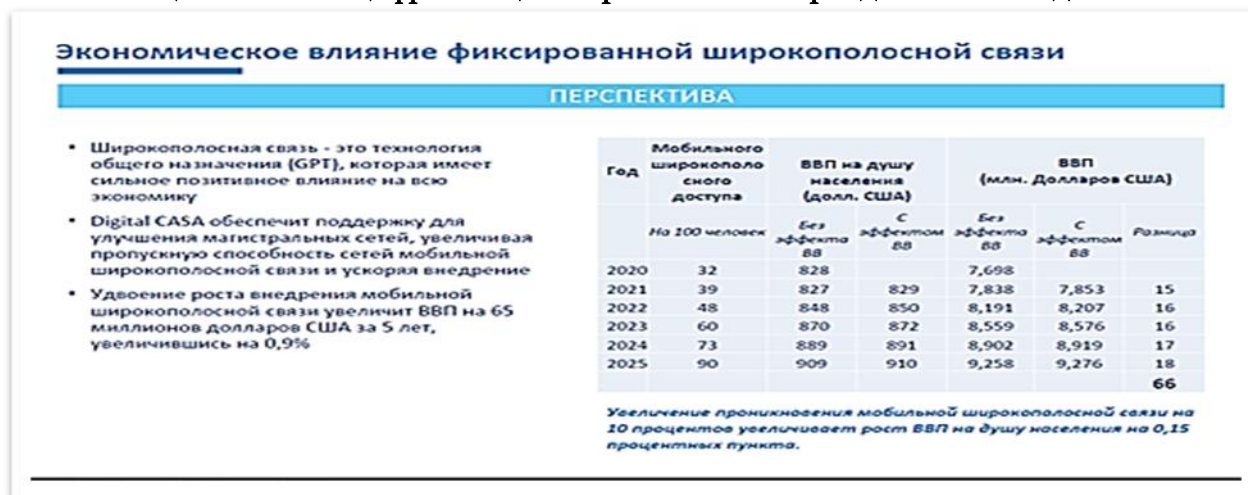 Экономическое влияние фиксированной широкополосной связи
ПЕРСПЕКТИВА
• Широкополосная связь - это технология
общего назначения (GPT), которая имеет
сильное позитивное влияние на всю
экономику
• Digital CASA обеспечит поддержку для
улучшения магистральных сетей, увеличивая
пропускную способность сетей мобильной
широкополосной связи и ускоряя внедрение
• Удвоение роста внедрения мобильной
широкополосной связи увеличит ВВП на 65
миллионов долларов США за 5 лет,
увеличившись на 0,9%
Год Мобильного широкополосного доступа ВВП на душу населения (долл. США) ВВП (млн. Долларов США)
На 100 человек Без эффекта ВВ С эффектом ВВ Без эффекта ВВ С эффектом ВВ Разница
2020 32 828 7,698
2021 39 827 829 7,838 7,853 15
2022 48 848 850 8,191 8,207 16
2023 60 870 872 8,559 8,576 16
2024 73 889 891 8,902 8,919 17
2025 90 909 910 9,258 9,276 18
66
Увеличение проникновения мобильной широкополосной связи на
10 процентов увеличивает рост ВВП на душу населения на 0,15
процентных пункта.